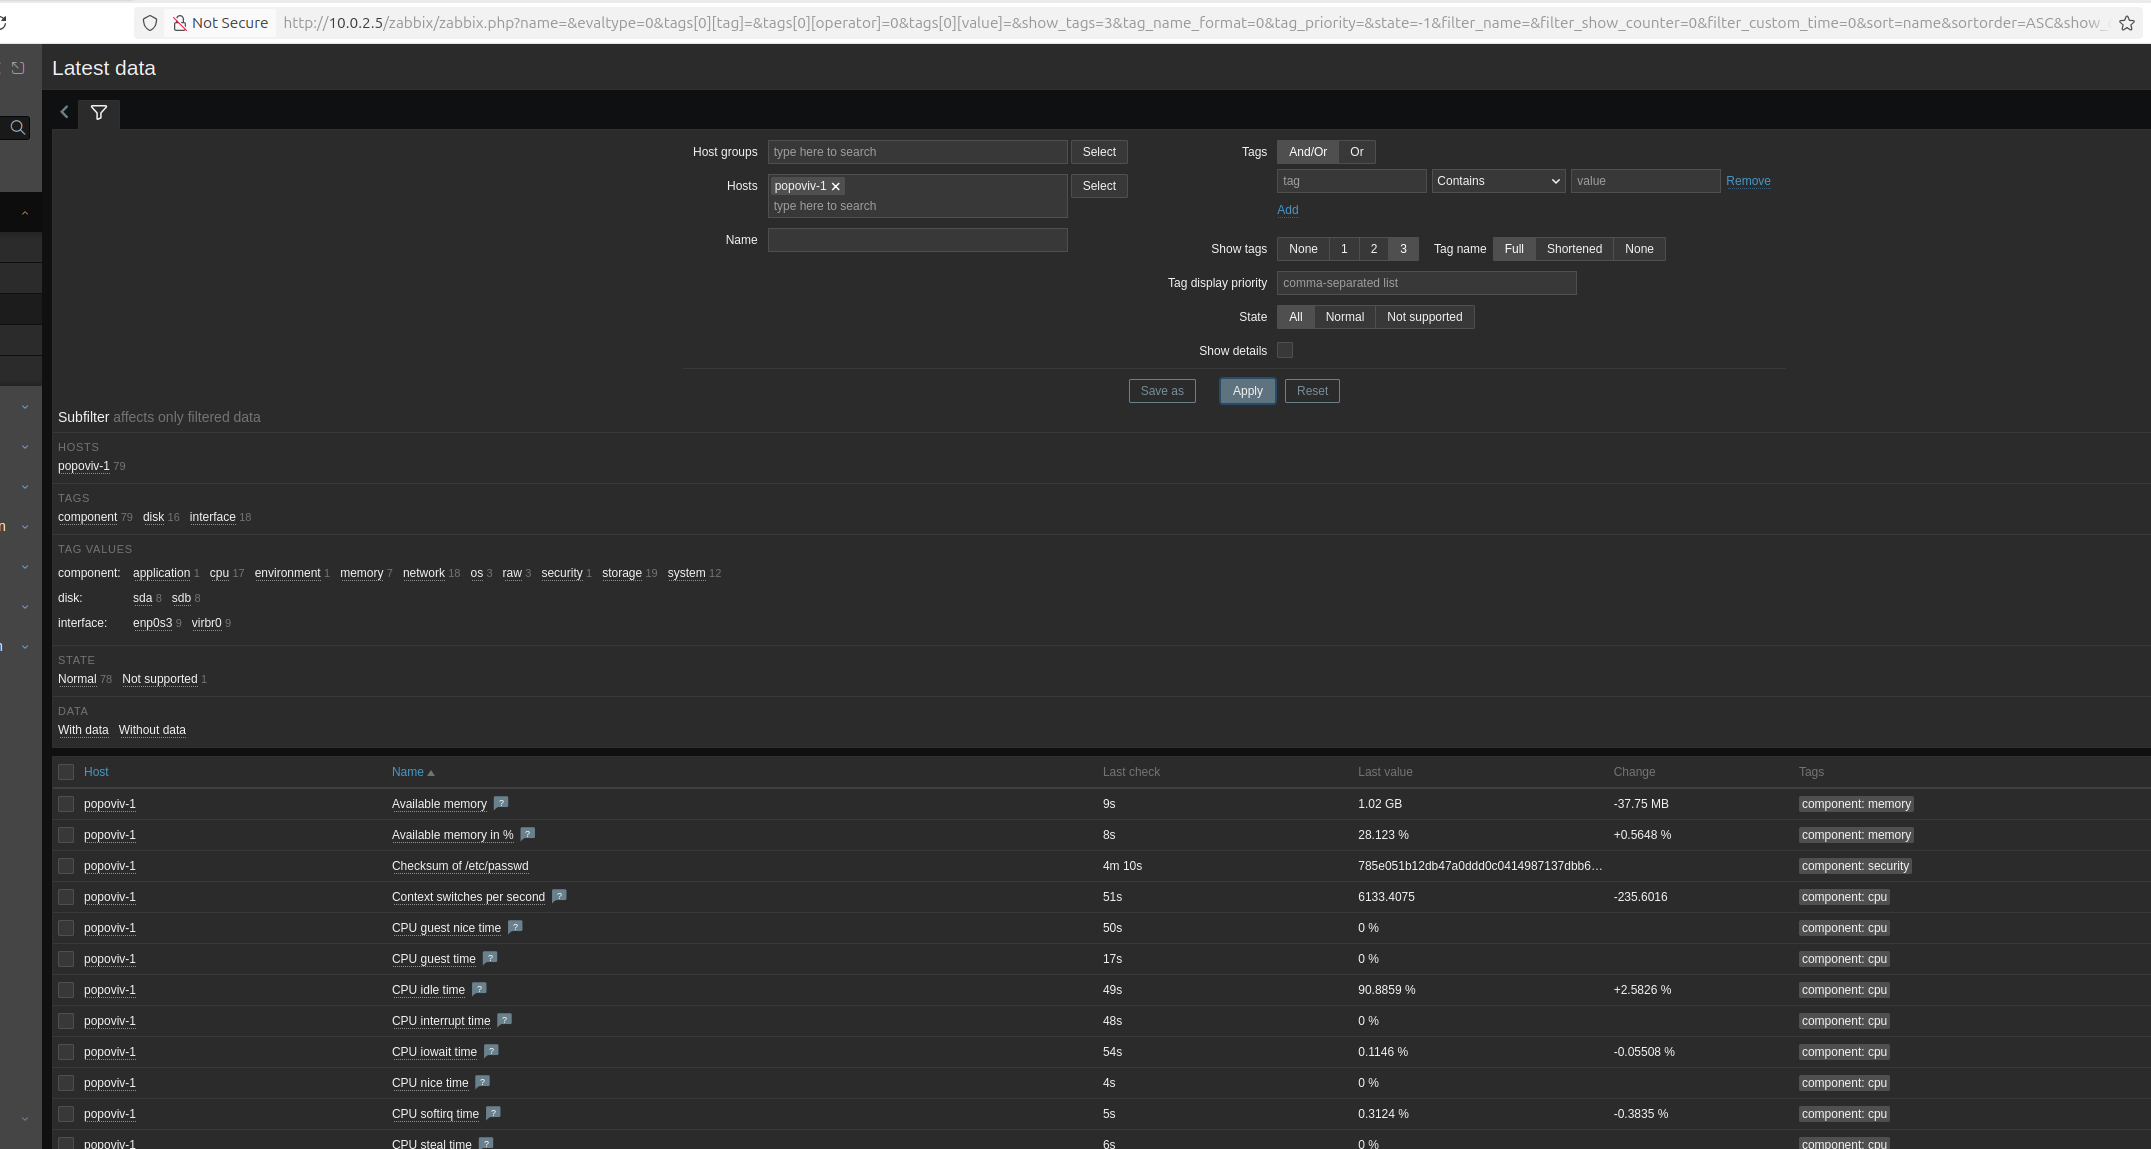 Not Secure http://10.0.2.5/zabbix/zabbix.php?name=&evaltype=0&tags[0][tag]=&tags[0][operator]=0&tags[0][value]=&show_tags=3&tag_name_format=0&tag_priority=&state=-1&filter_name=&filter_show_counter=0&filter_custom_time=0&sort=name&sortorder=ASC&show_
Latest data
Host groups type here to search Select Tags And/Or Or
Hosts popoviv-1 Select tag Contains value Remove
type here to search Add
Name Show tags None 1 2 3 Tag name Full Shortened None
Tag display priority comma-separated list
State All Normal Not supported
Show details
Save as Apply Reset
Subfilter affects only filtered data
HOSTS
popoviv-1 79
TAGS
component 79 disk 16 interface 18
TAG VALUES
component: application 1 cpu 17 environment 1 memory 7 network 18 os 3 raw 3 security 1 storage 19 system 12
disk: sda 8 sdb 8
interface: enp0s3 9 virbr0 9
STATE
Normal 78 Not supported 1
DATA
With data Without data
Host Name Last check Last value Change Tags
popoviv-1 Available memory ? 9s 1.02 GB -37.75 MB component: memory
popoviv-1 Available memory in % ? 8s 28.123 % +0.5648 % component: memory
popoviv-1 Checksum of /etc/passwd 4m 10s 785e051b12db47a0ddd0c0414987137dbb6... component: security
popoviv-1 Context switches per second ? 51s 6133.4075 -235.6016 component: cpu
popoviv-1 CPU guest nice time ? 50s 0 % component: cpu
popoviv-1 CPU guest time ? 17s 0 % component: cpu
popoviv-1 CPU idle time ? 49s 90.8859 % +2.5826 % component: cpu
popoviv-1 CPU interrupt time ? 48s 0 % component: cpu
popoviv-1 CPU iowait time ? 54s 0.1146 % -0.05508 % component: cpu
popoviv-1 CPU nice time ? 4s 0 % component: cpu
popoviv-1 CPU softirq time ? 5s 0.3124 % -0.3835 % component: cpu
popoviv-1 CPU steal time ? 6s 0 % component: cpu